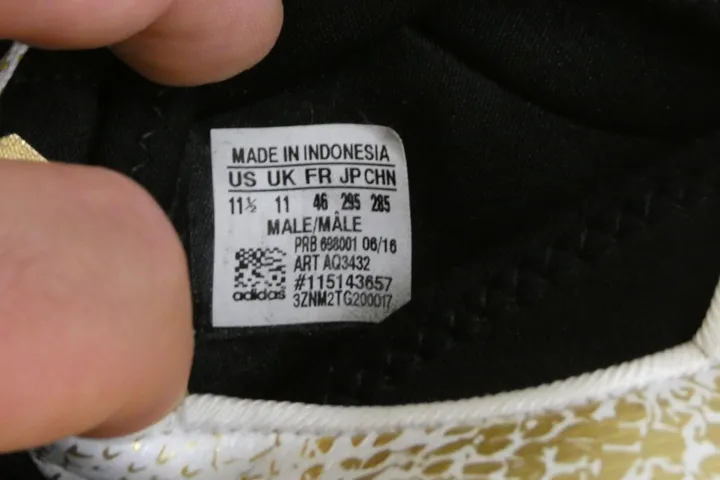 MADE IN INDONESIA
US UK FR JP CHN
11½ 11 46 295 285
MALE/MÂLE
PRB 698001 06/16
ART AQ3432
#115143657
adidas 3ZNM2TG200017